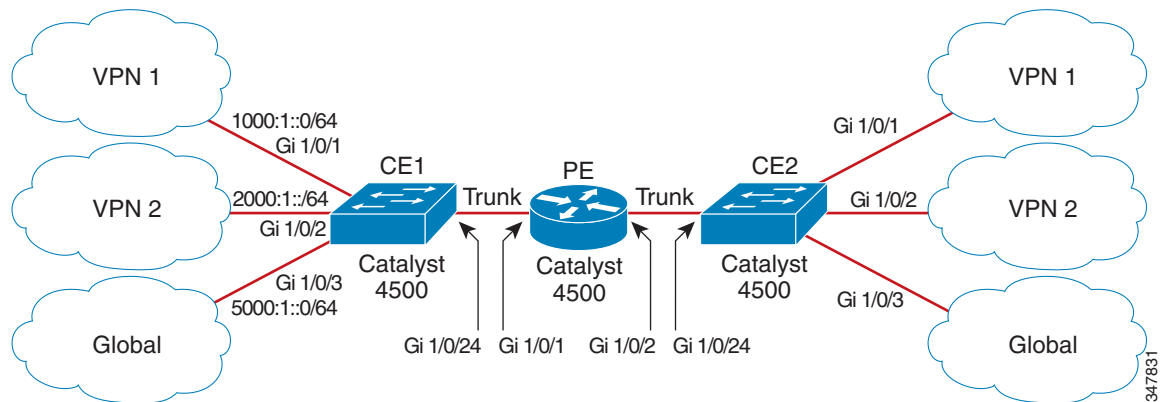 VPN 1
1000:1::0/64
Gi 1/0/1
VPN 2
2000:1::/64
Gi 1/0/2
Global
Gi 1/0/3
5000:1::0/64
CE1
Catalyst
4500
Trunk
PE
Catalyst
4500
Trunk
CE2
Catalyst
4500
Gi 1/0/24
Gi 1/0/1
Gi 1/0/2
Gi 1/0/24
Gi 1/0/1
VPN 1
Gi 1/0/2
VPN 2
Gi 1/0/3
Global
347831